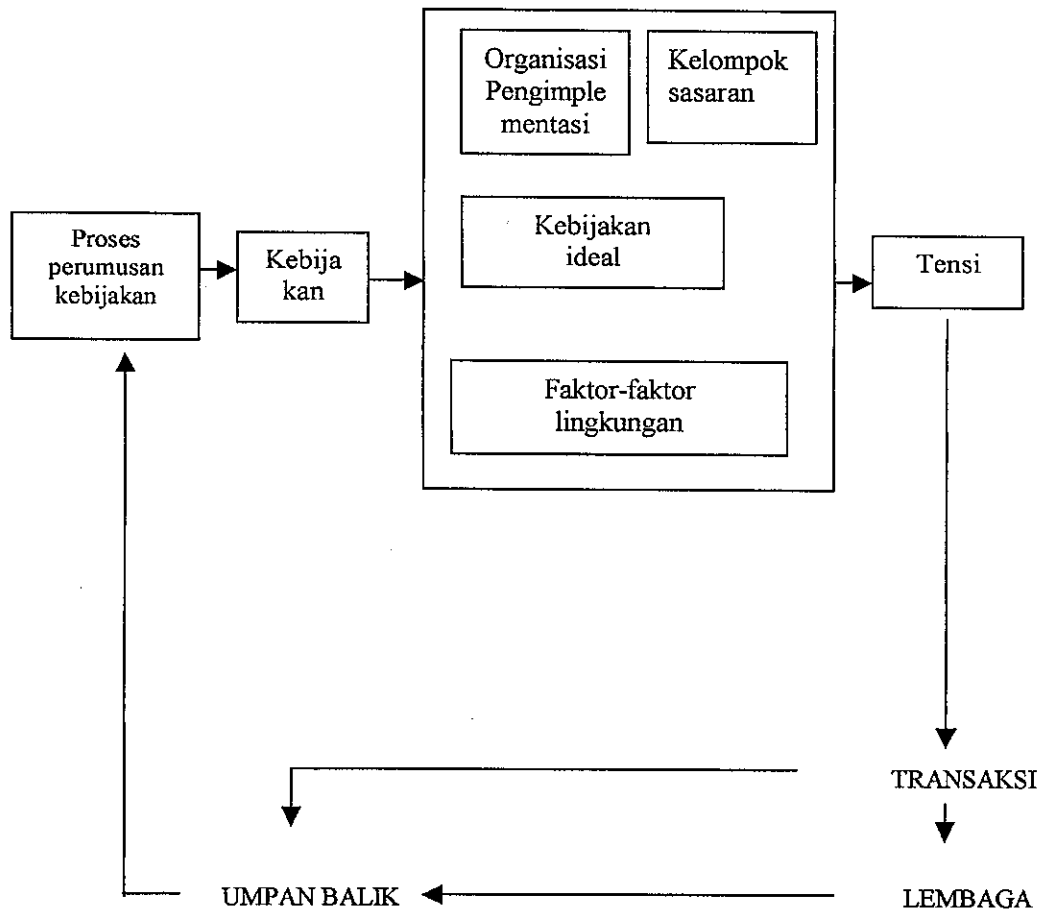 Organisasi
Pengimple
mentasi
Kelompok
sasaran
Proses
perumusan
kebijakan
Kebija
kan
Kebijakan
ideal
Tensi
Faktor-faktor
lingkungan
TRANSAKSI
UMPAN BALIK
LEMBAGA